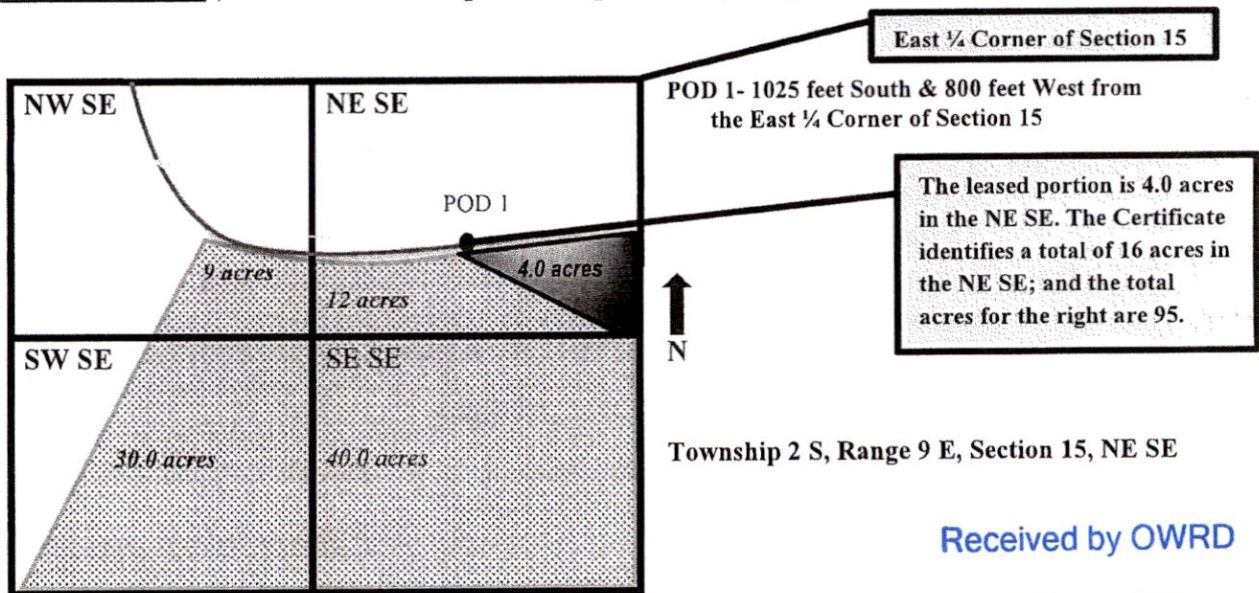 East ¼ Corner of Section 15
NW SE
NE SE
POD 1- 1025 feet South & 800 feet West from
the East ¼ Corner of Section 15
POD 1
The leased portion is 4.0 acres
in the NE SE. The Certificate
identifies a total of 16 acres in
the NE SE; and the total
acres for the right are 95.
9 acres
4.0 acres
12 acres
N
SW SE
SE SE
30.0 acres
40.0 acres
Township 2 S, Range 9 E, Section 15, NE SE
Received by OWRD